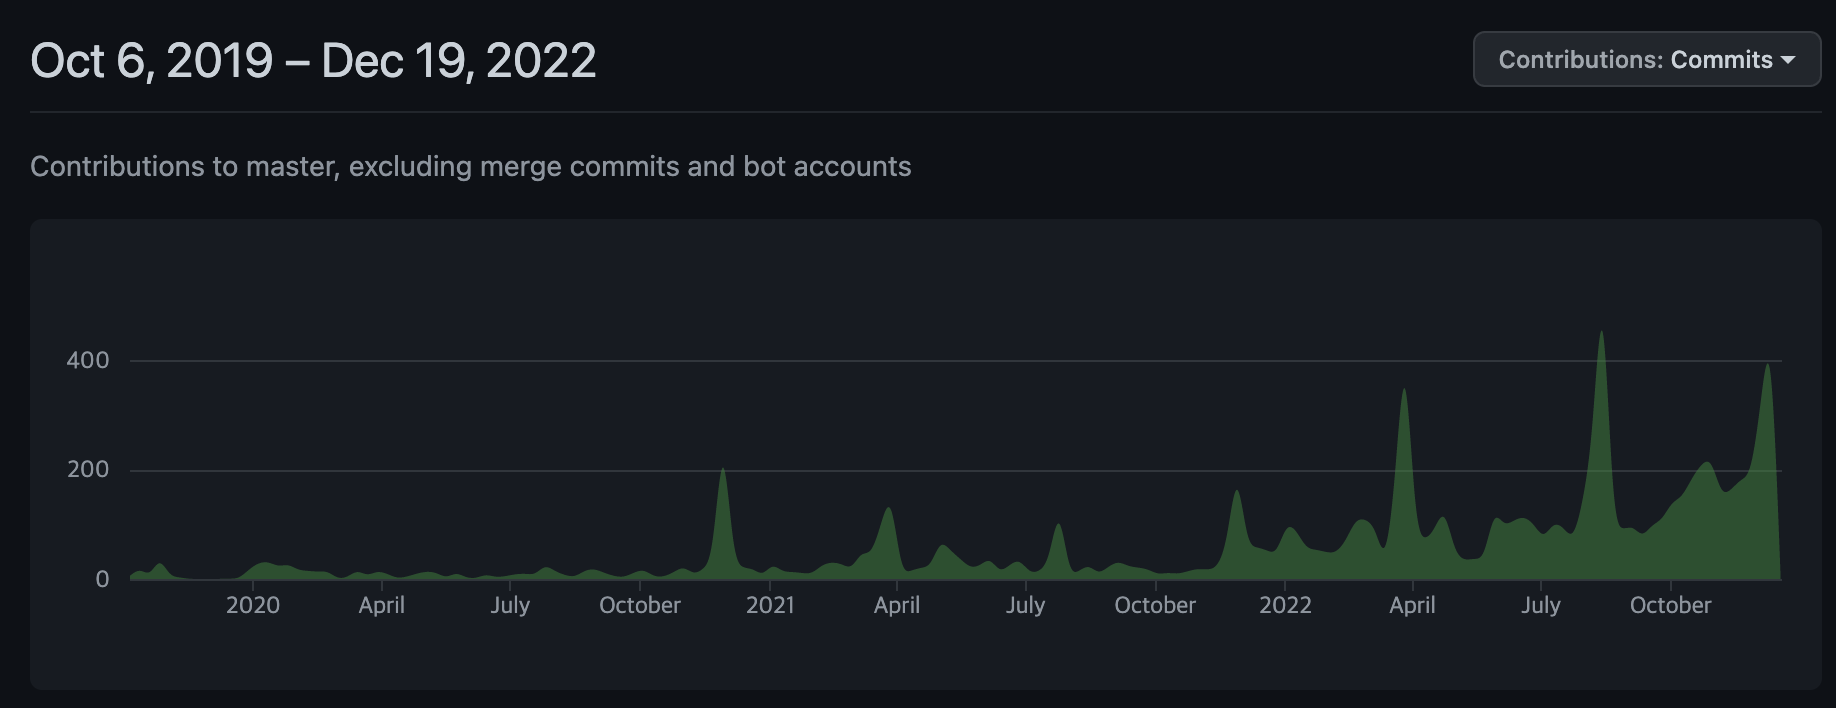 Oct 6, 2019 – Dec 19, 2022
Contributions: Commits
Contributions to master, excluding merge commits and bot accounts
400
200
0
2020 April July October 2021 April July October 2022 April July October